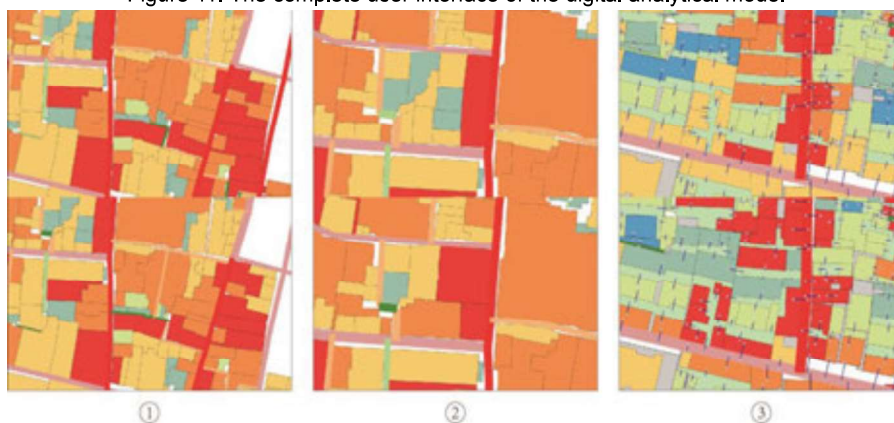 Figure 11. The complete user interface of the digital analytical model
① ② ③